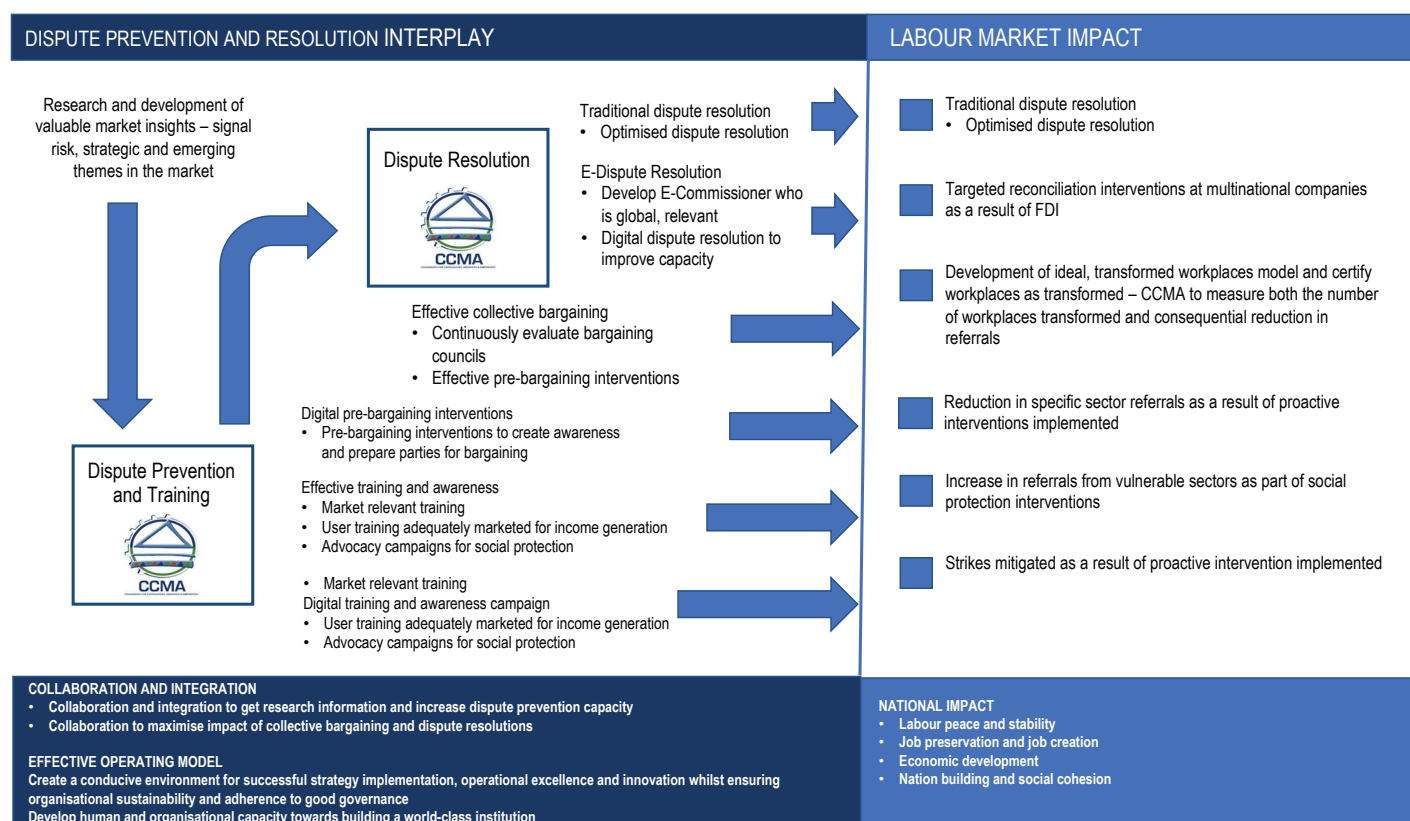 DISPUTE PREVENTION AND RESOLUTION INTERPLAY
LABOUR MARKET IMPACT
Research and development of
valuable market insights – signal
risk, strategic and emerging
themes in the market
Dispute Resolution
CCMA
Traditional dispute resolution
• Optimised dispute resolution
E-Dispute Resolution
• Develop E-Commissioner who
is global, relevant
• Digital dispute resolution to
improve capacity
Effective collective bargaining
• Continuously evaluate bargaining
councils
• Effective pre-bargaining interventions
Dispute Prevention
and Training
CCMA
Digital pre-bargaining interventions
• Pre-bargaining interventions to create awareness
and prepare parties for bargaining
Effective training and awareness
• Market relevant training
• User training adequately marketed for income generation
• Advocacy campaigns for social protection
• Market relevant training
Digital training and awareness campaign
• User training adequately marketed for income generation
• Advocacy campaigns for social protection
Traditional dispute resolution
• Optimised dispute resolution
Targeted reconciliation interventions at multinational companies
as a result of FDI
Development of ideal, transformed workplaces model and certify
workplaces as transformed – CCMA to measure both the number
of workplaces transformed and consequential reduction in
referrals
Reduction in specific sector referrals as a result of proactive
interventions implemented
Increase in referrals from vulnerable sectors as part of social
protection interventions
Strikes mitigated as a result of proactive intervention implemented
COLLABORATION AND INTEGRATION
• Collaboration and integration to get research information and increase dispute prevention capacity
• Collaboration to maximise impact of collective bargaining and dispute resolutions
EFFECTIVE OPERATING MODEL
Create a conducive environment for successful strategy implementation, operational excellence and innovation whilst ensuring
organisational sustainability and adherence to good governance
Develop human and organisational capacity towards building a world-class institution
NATIONAL IMPACT
• Labour peace and stability
• Job preservation and job creation
• Economic development
• Nation building and social cohesion